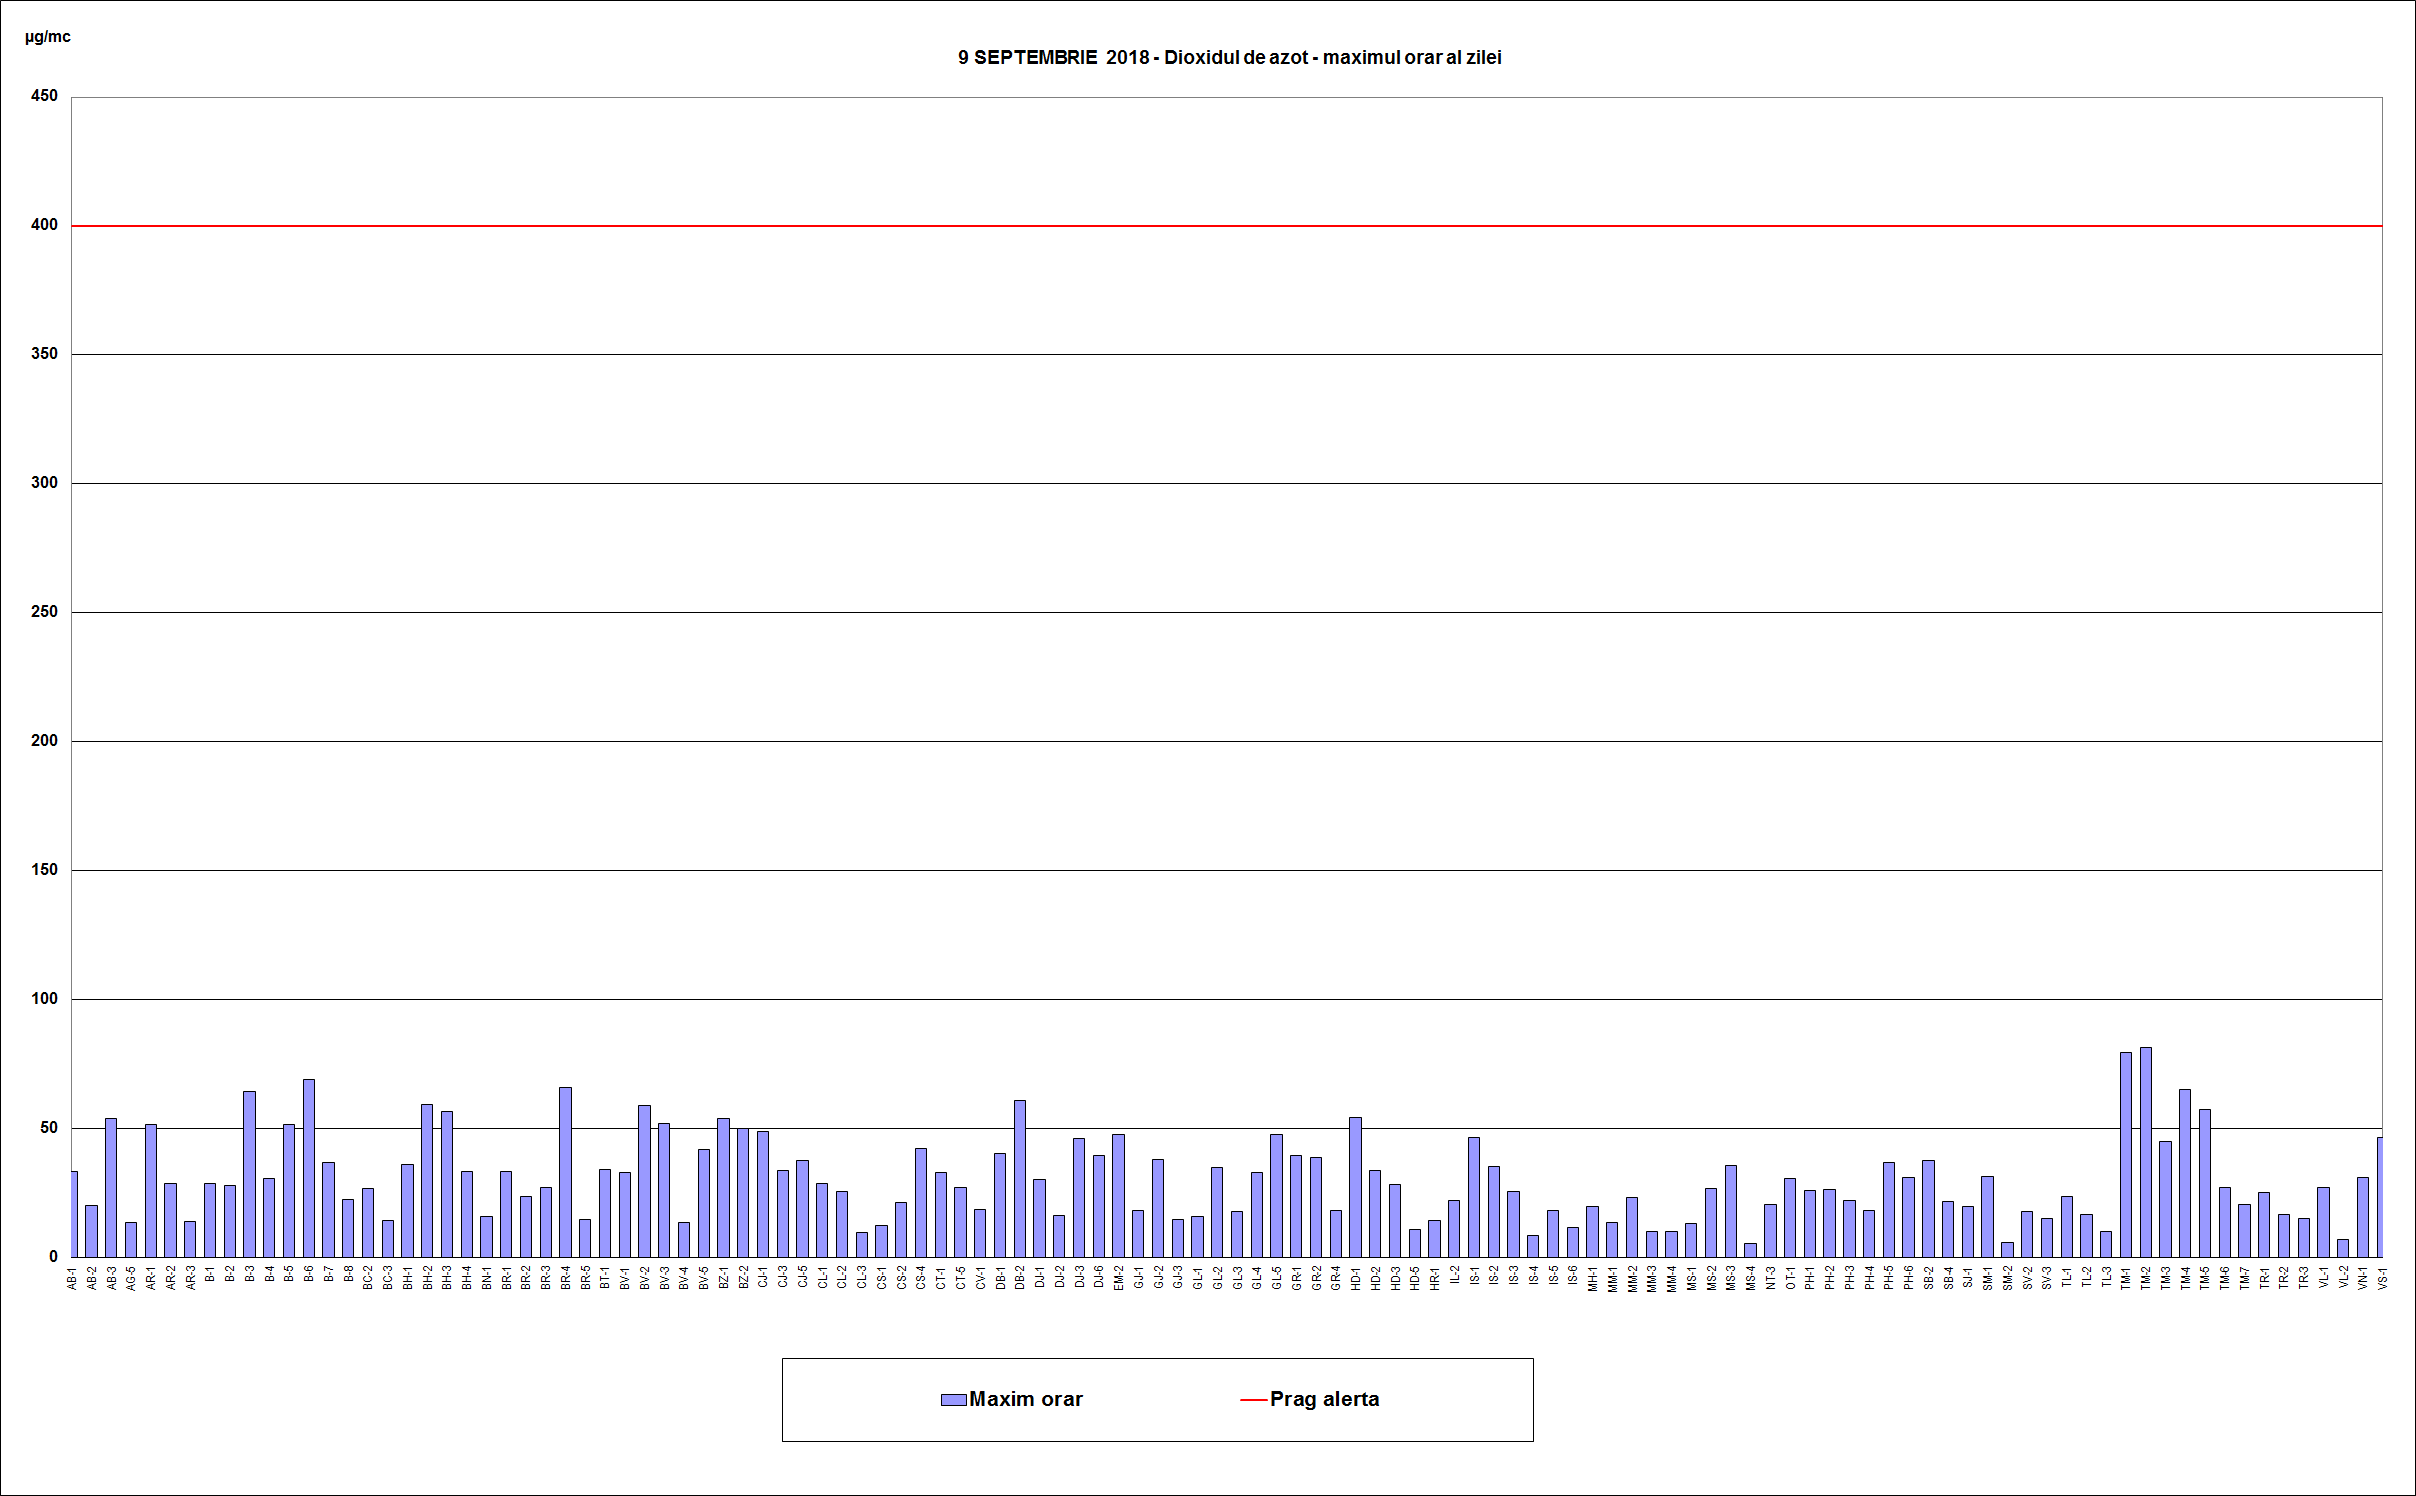 µg/mc
9 SEPTEMBRIE 2018 - Dioxidul de azot - maximul orar al zilei
450
400
350
300
250
200
150
100
50
0
AB-1 AB-2 AB-3 AG-5 AR-1 AR-2 AR-3 B-1 B-2 B-3 B-4 B-5 B-6 B-7 B-8 BC-2 BC-3 BH-1 BH-2 BH-3 BH-4 BN-1 BR-1 BR-2 BR-3 BR-4 BR-5 BT-1 BV-1 BV-2 BV-3 BV-4 BV-5 BZ-1 BZ-2 CJ-1 CJ-3 CJ-5 CL-1 CL-2 CL-3 CS-1 CS-2 CS-4 CT-1 CT-5 CV-1 DB-1 DB-2 DJ-1 DJ-2 DJ-3 DJ-6 EM-2 GJ-1 GJ-2 GJ-3 GL-1 GL-2 GL-3 GL-4 GL-5 GR-1 GR-2 GR-4 HD-1 HD-2 HD-3 HD-5 HR-1 IL-2 IS-1 IS-2 IS-3 IS-4 IS-5 IS-6 MH-1 MM-1 MM-2 MM-3 MM-4 MS-1 MS-2 MS-3 MS-4 NT-3 OT-1 PH-1 PH-2 PH-3 PH-4 PH-5 PH-6 SB-2 SB-4 SJ-1 SM-1 SM-2 SV-2 SV-3 TL-1 TL-2 TL-3 TM-1 TM-2 TM-3 TM-4 TM-5 TM-6 TM-7 TR-1 TR-2 TR-3 VL-1 VL-2 VN-1 VS-1
Maxim orar Prag alerta